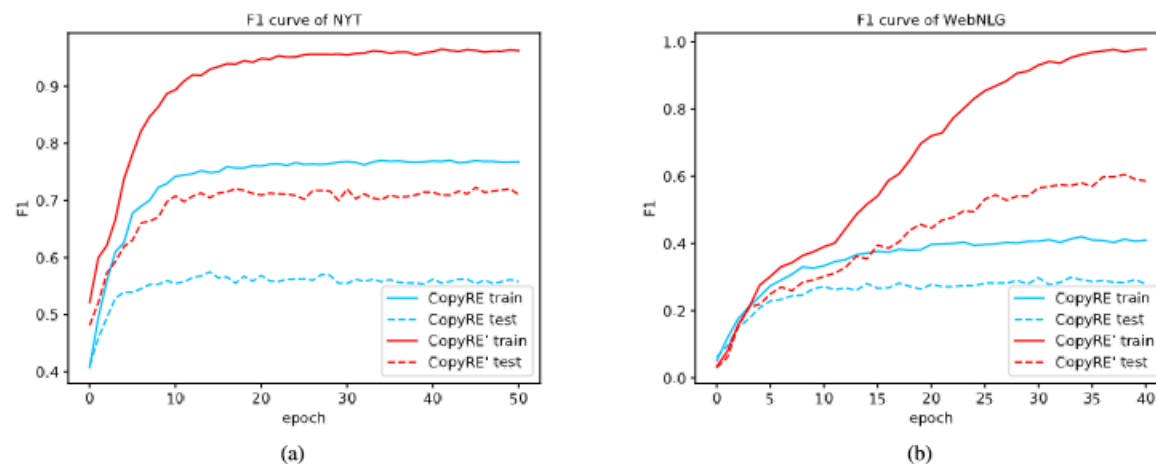 F1 curve of NYT
0.9
0.8
0.7
0.6
0.5
0.4
F1
0 10 20 30 40 50
epoch
CopyRE train
CopyRE test
CopyRE' train
CopyRE' test
(a)
F1 curve of WebNLG
1.0
0.8
0.6
0.4
0.2
0.0
F1
0 5 10 15 20 25 30 35 40
epoch
CopyRE train
CopyRE test
CopyRE' train
CopyRE' test
(b)